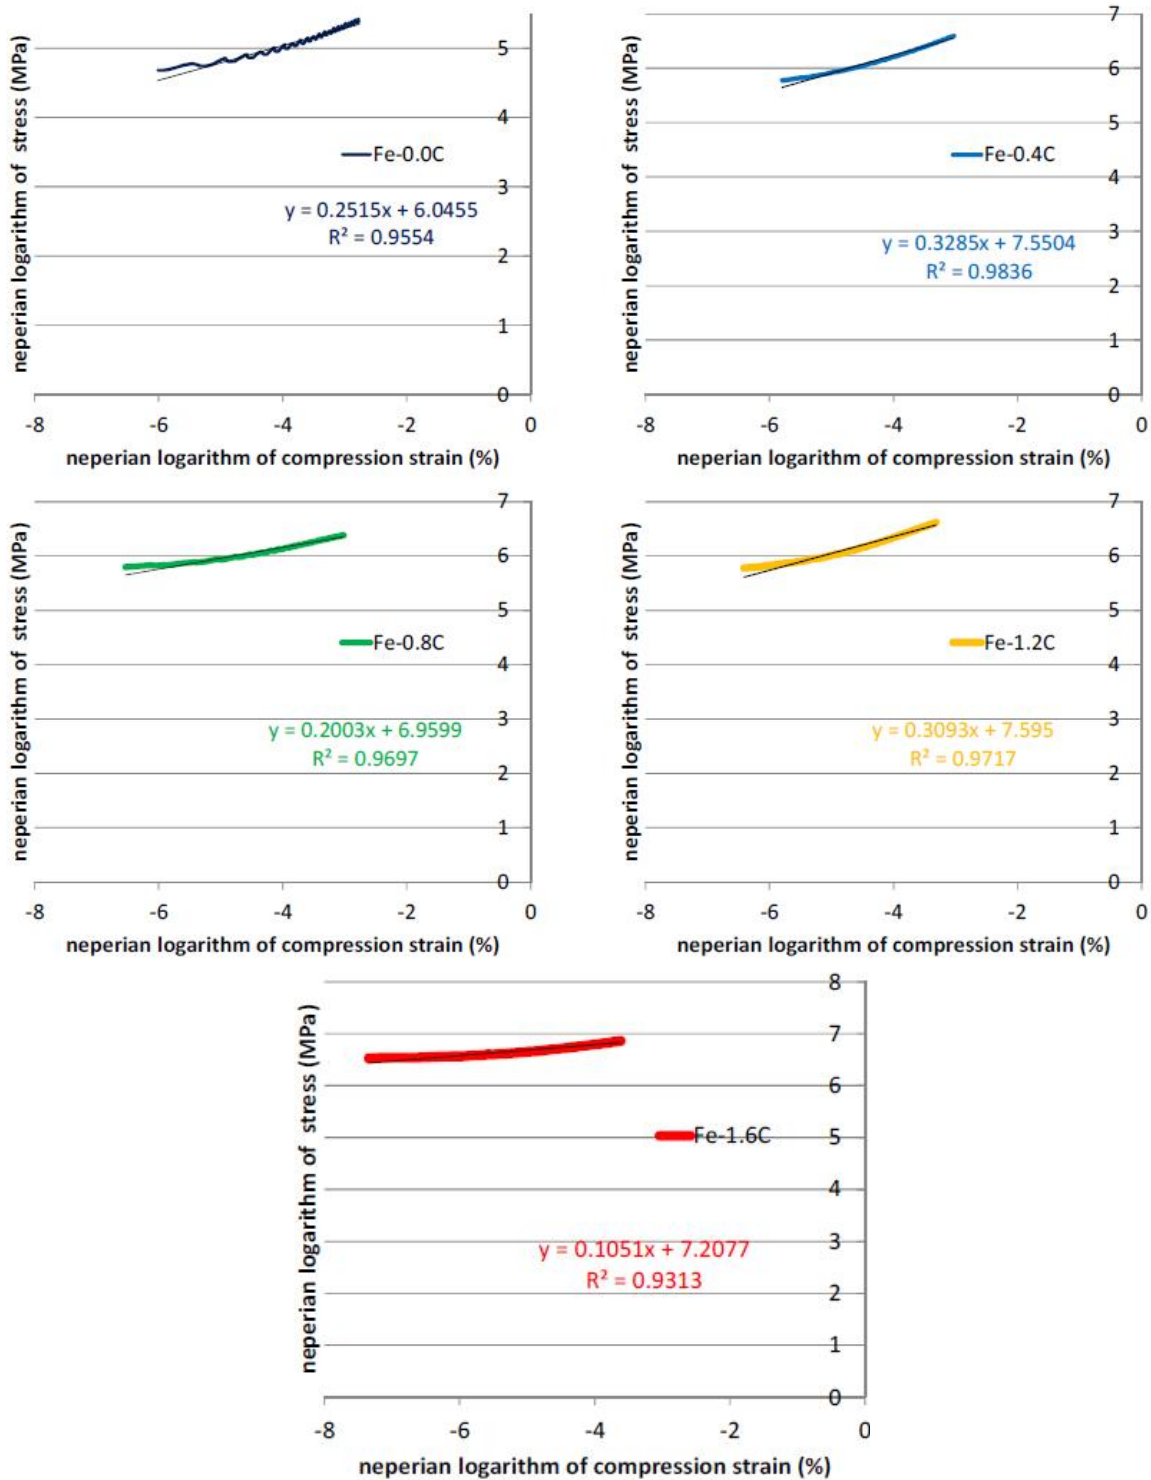 neperian logarithm of stress (MPa)
5
4
3
2
1
0
Fe-0.0C
y = 0.2515x + 6.0455
R² = 0.9554
-8 -6 -4 -2 0
neperian logarithm of compression strain (%)
neperian logarithm of stress (MPa)
7
6
5
4
3
2
1
0
Fe-0.4C
y = 0.3285x + 7.5504
R² = 0.9836
-8 -6 -4 -2 0
neperian logarithm of compression strain (%)
neperian logarithm of stress (MPa)
7
6
5
4
3
2
1
0
Fe-0.8C
y = 0.2003x + 6.9599
R² = 0.9697
-8 -6 -4 -2 0
neperian logarithm of compression strain (%)
neperian logarithm of stress (MPa)
7
6
5
4
3
2
1
0
Fe-1.2C
y = 0.3093x + 7.595
R² = 0.9717
-8 -6 -4 -2 0
neperian logarithm of compression strain (%)
neperian logarithm of stress (MPa)
8
7
6
5
4
3
2
1
0
Fe-1.6C
y = 0.1051x + 7.2077
R² = 0.9313
-8 -6 -4 -2 0
neperian logarithm of compression strain (%)